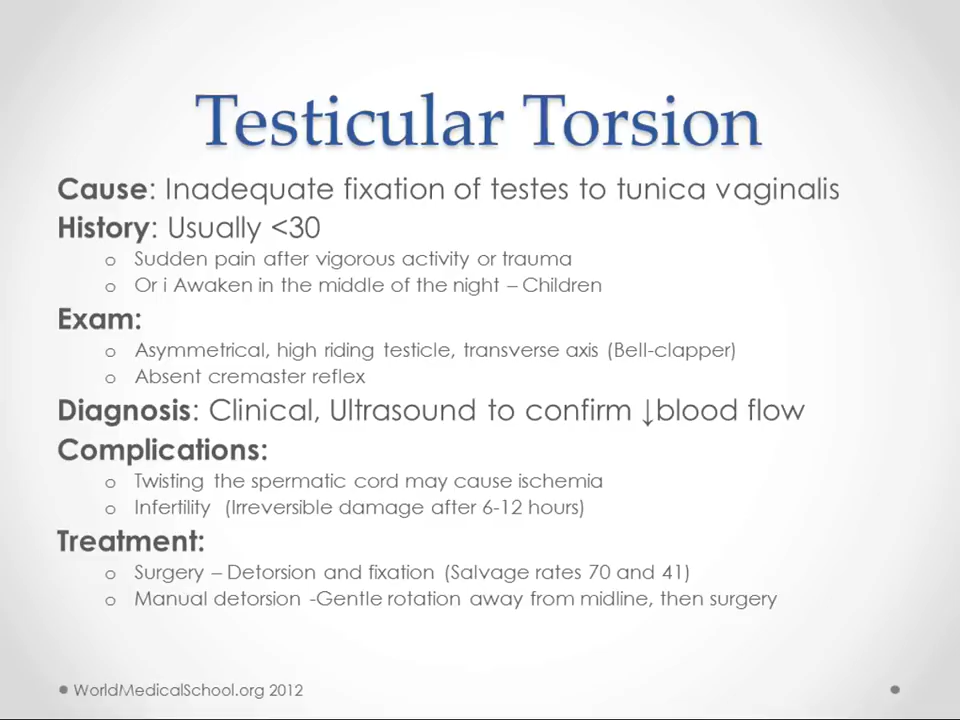 Testicular Torsion
Cause: Inadequate fixation of testes to tunica vaginalis
History: Usually <30
o Sudden pain after vigorous activity or trauma
o Or i Awaken in the middle of the night – Children
Exam:
o Asymmetrical, high riding testicle, transverse axis (Bell-clapper)
o Absent cremaster reflex
Diagnosis: Clinical, Ultrasound to confirm ↓blood flow
Complications:
o Twisting the spermatic cord may cause ischemia
o Infertility (Irreversible damage after 6-12 hours)
Treatment:
o Surgery – Detorsion and fixation (Salvage rates 70 and 41)
o Manual detorsion -Gentle rotation away from midline, then surgery
● WorldMedicalSchool.org 2012 ●